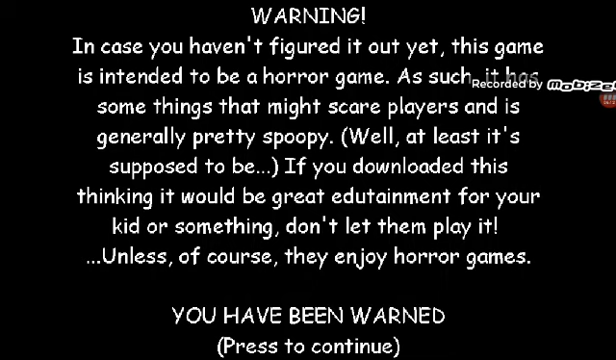 WARNING!
In case you haven't figured it out yet, this game
is intended to be a horror game. As such, it has
Recorded by
some things that might scare players and is
generally pretty spoopy. (Well, at least it's
supposed to be...) If you downloaded this
thinking it would be great edutainment for your
kid or something, don't let them play it!
...Unless, of course, they enjoy horror games.
YOU HAVE BEEN WARNED
(Press to continue)